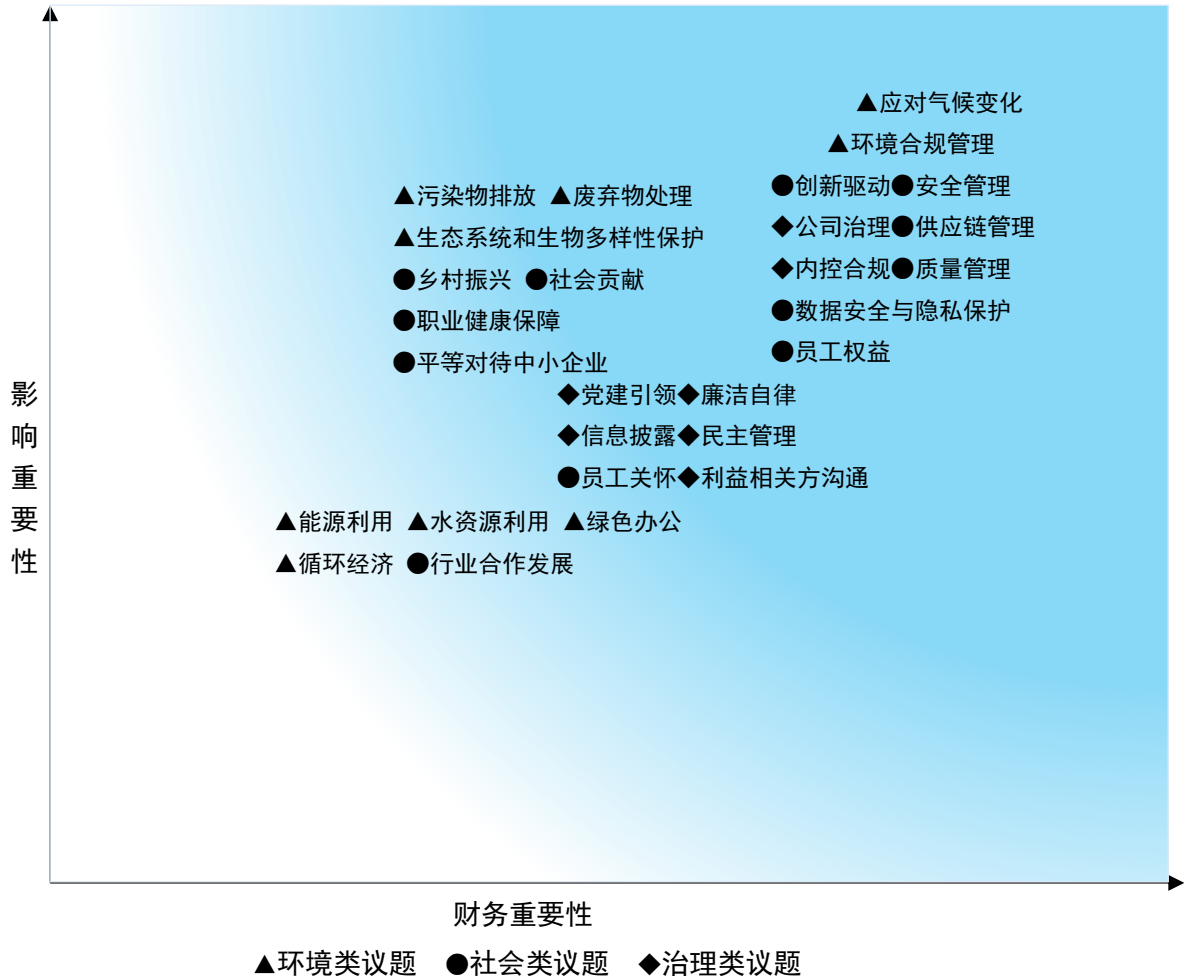 ▲应对气候变化
▲环境合规管理
●创新驱动●安全管理
◆公司治理●供应链管理
◆内控合规●质量管理
●数据安全与隐私保护
●员工权益
▲污染物排放 ▲废弃物处理
▲生态系统和生物多样性保护
●乡村振兴 ●社会贡献
●职业健康保障
●平等对待中小企业
◆党建引领◆廉洁自律
◆信息披露◆民主管理
●员工关怀◆利益相关方沟通
▲能源利用 ▲水资源利用 ▲绿色办公
▲循环经济 ●行业合作发展
影响重要性
财务重要性
▲环境类议题 ●社会类议题 ◆治理类议题